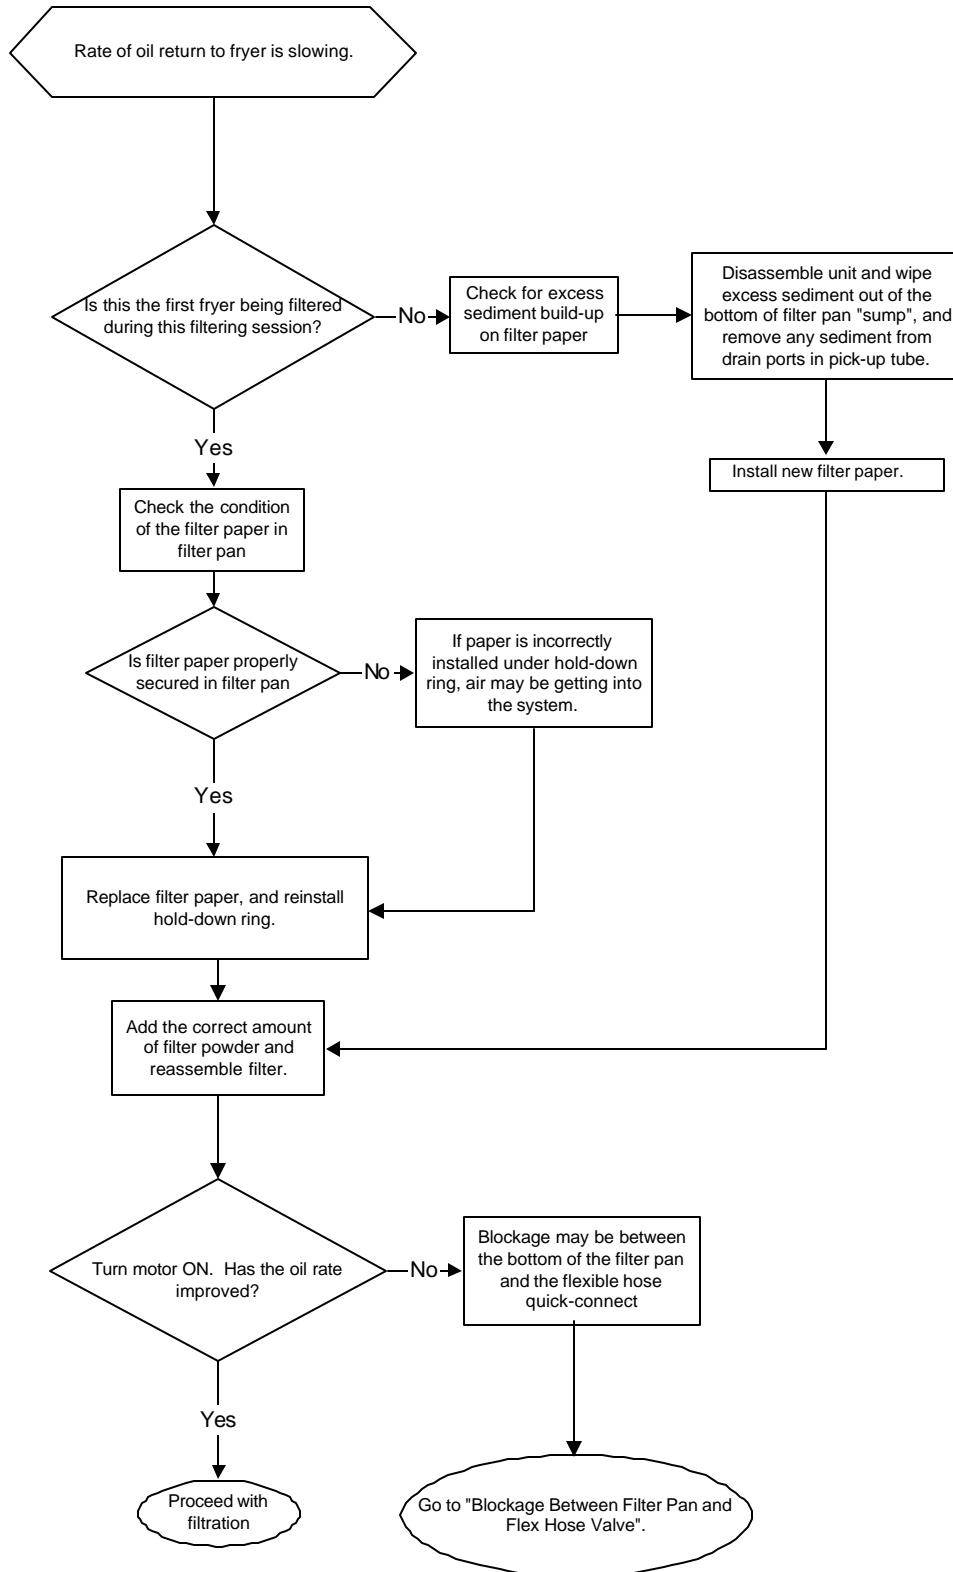 Rate of oil return to fryer is slowing.
Is this the first fryer being filtered
during this filtering session?
No
Check for excess
sediment build-up
on filter paper
Disassemble unit and wipe
excess sediment out of the
bottom of filter pan "sump", and
remove any sediment from
drain ports in pick-up tube.
Yes
Install new filter paper.
Check the condition
of the filter paper in
filter pan
Is filter paper properly
secured in filter pan
No
If paper is incorrectly
installed under hold-down
ring, air may be getting into
the system.
Yes
Replace filter paper, and reinstall
hold-down ring.
Add the correct amount
of filter powder and
reassemble filter.
Turn motor ON.  Has the oil rate
improved?
No
Blockage may be between
the bottom of the filter pan
and the flexible hose
quick-connect
Yes
Proceed with
filtration
Go to "Blockage Between Filter Pan and
Flex Hose Valve".